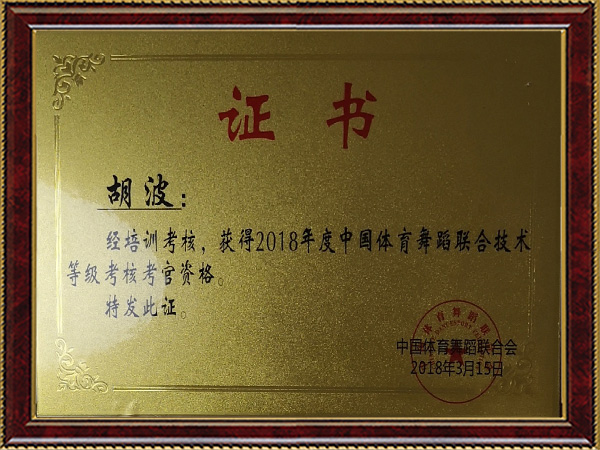 证书
胡波：
经培训考核，获得2018年度中国体育舞蹈联合技术
等级考核考官资格。
特发此证。
中国体育舞蹈联合会
2018年3月15日